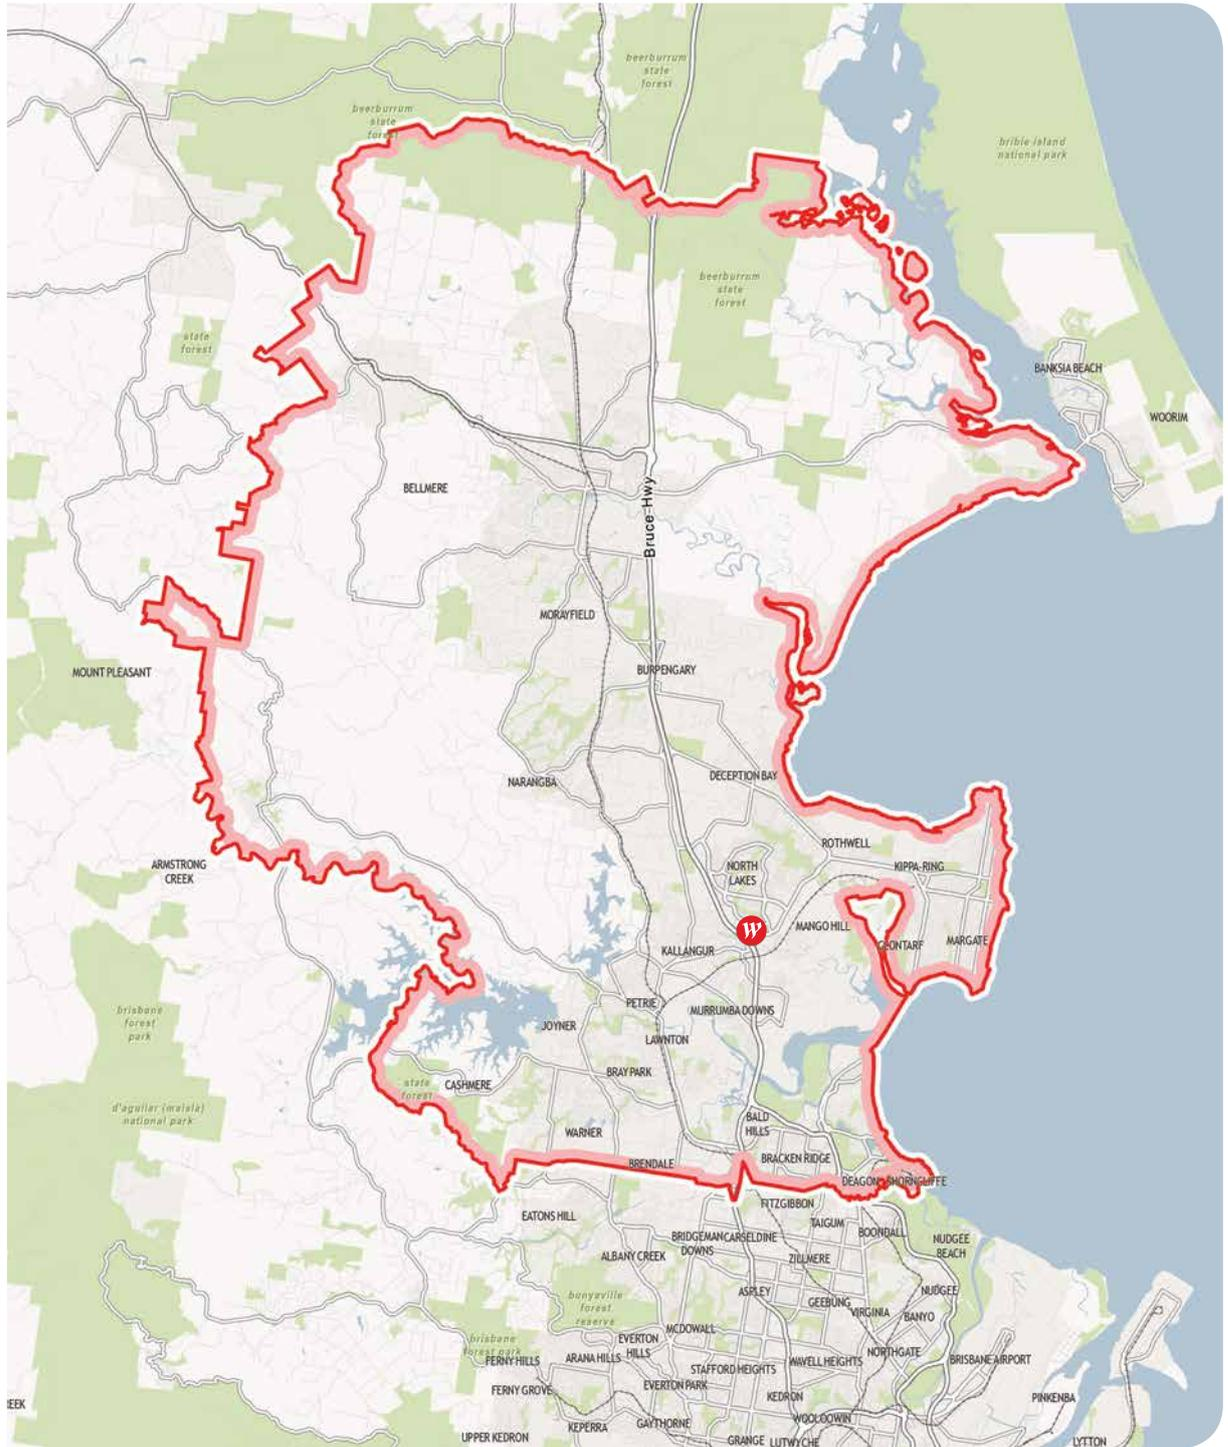 beerburrum
state
forest
beerburrum
state
forest
bribie island
national park
beerburrum
state
forest
state
forest
BANKSIA BEACH
WOORIM
BELLMERE
Bruce Hwy
MORAYFIELD
BURPENGARY
MOUNT PLEASANT
DECEPTION BAY
NARANGBA
ROTHWELL
ARMSTRONG
CREEK
NORTH
LAKES
KIPPA-RING
W
MANGO HILL
CLONTARF
MARGATE
KALLANGUR
PETRIE
MURRUMBA DOWNS
brisbane
forest
park
JOYNER
LAWNTON
BRAY PARK
state
forest
CASHMERE
d'aguilar (maiala)
national park
BALD
HILLS
WARNER
BRENDALE
BRACKEN RIDGE
DEAGON
SHORNCLIFFE
FITZGIBBON
EATONS HILL
TAIGUM
BOONDALL
BRIDGEMAN
DOWNS
CARSELDINE
NUDGEE
BEACH
ALBANY CREEK
ZILLMERE
ASPLEY
NUDGEE
bunyaville
forest
reserve
GEEBUNG
VIRGINIA
BANYO
MCDOWALL
EVERTON
HILLS
brisbane
forest park
FERNY HILLS
ARANA HILLS
NORTHGATE
STAFFORD HEIGHTS
WAVELL HEIGHTS
BRISBANE AIRPORT
FERNY GROVE
EVERTON PARK
KEDRON
PINKENBA
REEK
KEPERRA
GAYTHORNE
WOOLOOWIN
UPPER KEDRON
GRANGE
LUTWYCHE
LYTTON